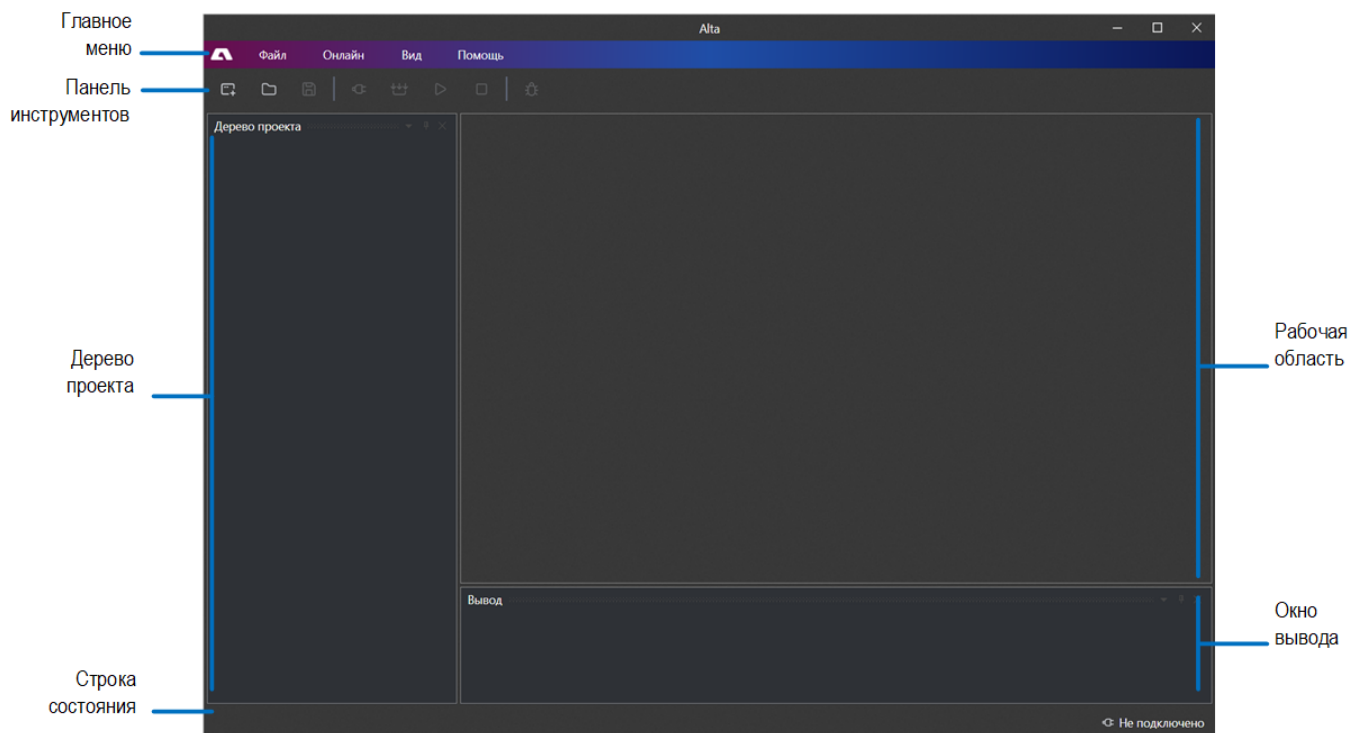 Главное
меню
Alta
Файл Онлайн Вид Помощь
Панель
инструментов
Дерево проекта
Дерево
проекта
Рабочая
область
Вывод
Окно
вывода
Строка
состояния
Не подключено